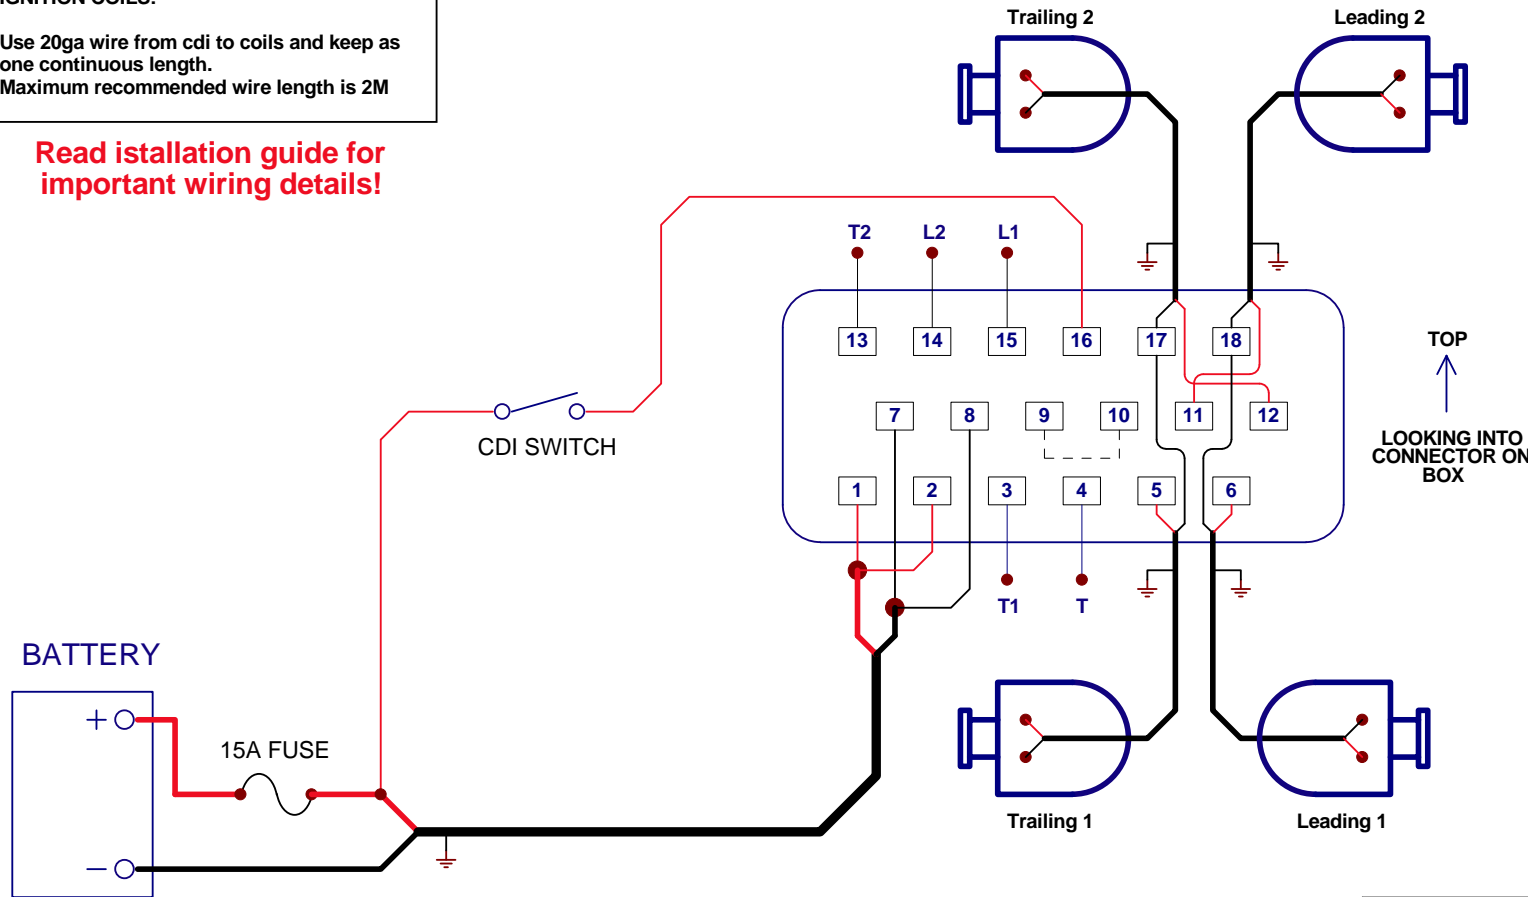 IGNITION COILS:
Use 20ga wire from cdi to coils and keep as
one continuous length.
Maximum recommended wire length is 2M
Read istallation guide for
important wiring details!
Trailing 2
Leading 2
T2
L2
L1
13
14
15
16
17
18
TOP
7
8
9
10
11
12
CDI SWITCH
LOOKING INTO
CONNECTOR ON
BOX
1
2
3
4
5
6
T1
T
BATTERY
+
15A FUSE
−
Trailing 1
Leading 1